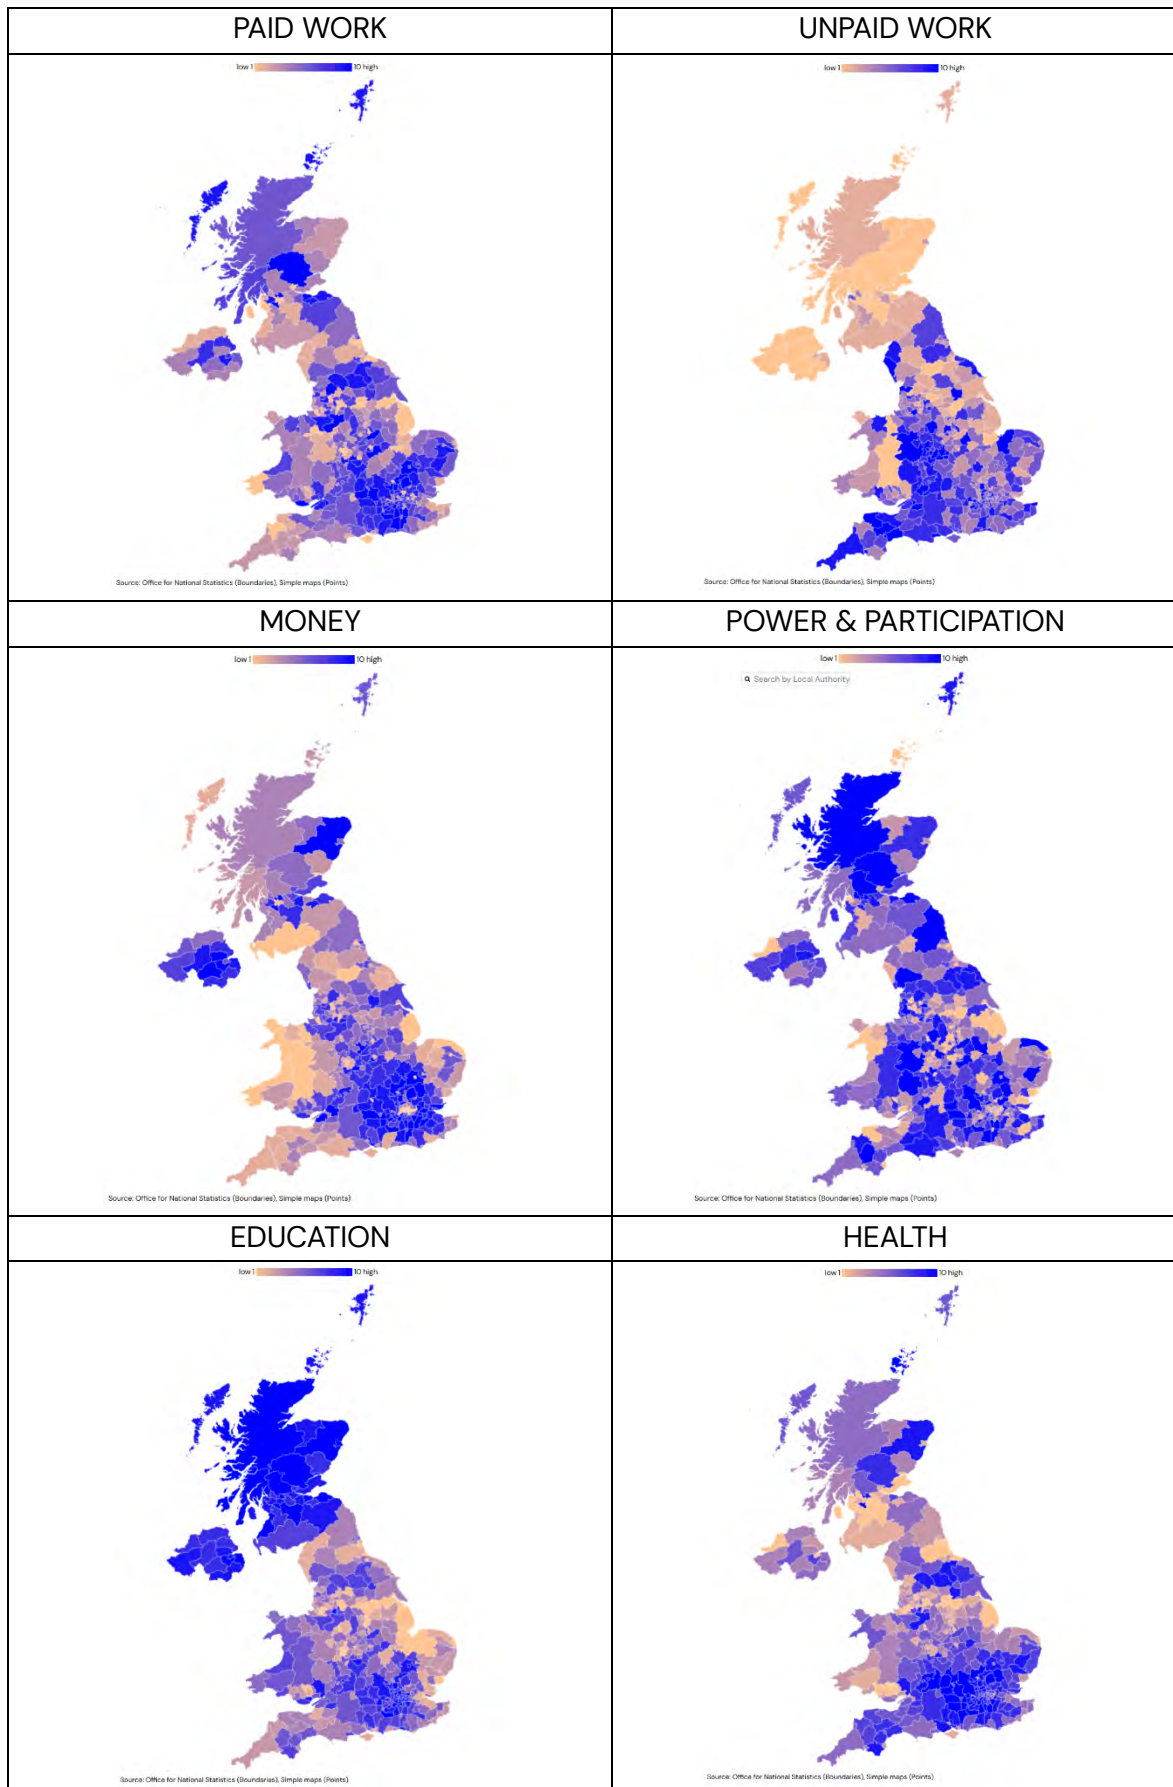 PAID WORK
UNPAID WORK
low 1 10 high
low 1 10 high
Source: Office for National Statistics (Boundaries), Simple maps (Points)
Source: Office for National Statistics (Boundaries), Simple maps (Points)
MONEY
POWER & PARTICIPATION
low 1 10 high
low 1 10 high
Search by Local Authority
Source: Office for National Statistics (Boundaries), Simple maps (Points)
Source: Office for National Statistics (Boundaries), Simple maps (Points)
EDUCATION
HEALTH
low 1 10 high
low 1 10 high
Source: Office for National Statistics (Boundaries), Simple maps (Points)
Source: Office for National Statistics (Boundaries), Simple maps (Points)